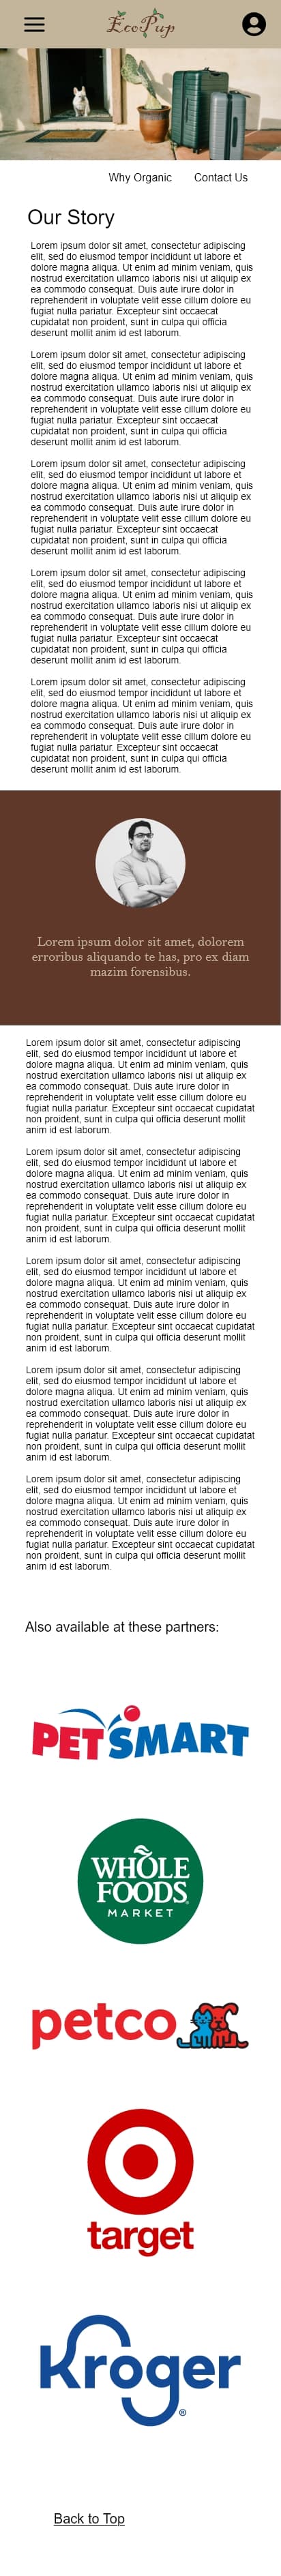 EcoPup
Why Organic Contact Us
Our Story
Lorem ipsum dolor sit amet, consectetur adipiscing
elit, sed do eiusmod tempor incididunt ut labore et
dolore magna aliqua. Ut enim ad minim veniam, quis
nostrud exercitation ullamco laboris nisi ut aliquip ex
ea commodo consequat. Duis aute irure dolor in
reprehenderit in voluptate velit esse cillum dolore eu
fugiat nulla pariatur. Excepteur sint occaecat
cupidatat non proident, sunt in culpa qui officia
deserunt mollit anim id est laborum.
Lorem ipsum dolor sit amet, consectetur adipiscing
elit, sed do eiusmod tempor incididunt ut labore et
dolore magna aliqua. Ut enim ad minim veniam, quis
nostrud exercitation ullamco laboris nisi ut aliquip ex
ea commodo consequat. Duis aute irure dolor in
reprehenderit in voluptate velit esse cillum dolore eu
fugiat nulla pariatur. Excepteur sint occaecat
cupidatat non proident, sunt in culpa qui officia
deserunt mollit anim id est laborum.
Lorem ipsum dolor sit amet, consectetur adipiscing
elit, sed do eiusmod tempor incididunt ut labore et
dolore magna aliqua. Ut enim ad minim veniam, quis
nostrud exercitation ullamco laboris nisi ut aliquip ex
ea commodo consequat. Duis aute irure dolor in
reprehenderit in voluptate velit esse cillum dolore eu
fugiat nulla pariatur. Excepteur sint occaecat
cupidatat non proident, sunt in culpa qui officia
deserunt mollit anim id est laborum.
Lorem ipsum dolor sit amet, consectetur adipiscing
elit, sed do eiusmod tempor incididunt ut labore et
dolore magna aliqua. Ut enim ad minim veniam, quis
nostrud exercitation ullamco laboris nisi ut aliquip ex
ea commodo consequat. Duis aute irure dolor in
reprehenderit in voluptate velit esse cillum dolore eu
fugiat nulla pariatur. Excepteur sint occaecat
cupidatat non proident, sunt in culpa qui officia
deserunt mollit anim id est laborum.
Lorem ipsum dolor sit amet, consectetur adipiscing
elit, sed do eiusmod tempor incididunt ut labore et
dolore magna aliqua. Ut enim ad minim veniam, quis
nostrud exercitation ullamco laboris nisi ut aliquip ex
ea commodo consequat. Duis aute irure dolor in
reprehenderit in voluptate velit esse cillum dolore eu
fugiat nulla pariatur. Excepteur sint occaecat
cupidatat non proident, sunt in culpa qui officia
deserunt mollit anim id est laborum.
Lorem ipsum dolor sit amet, dolorem
erroribus aliquando te has, pro ex diam
mazim forensibus.
Lorem ipsum dolor sit amet, consectetur adipiscing
elit, sed do eiusmod tempor incididunt ut labore et
dolore magna aliqua. Ut enim ad minim veniam, quis
nostrud exercitation ullamco laboris nisi ut aliquip ex
ea commodo consequat. Duis aute irure dolor in
reprehenderit in voluptate velit esse cillum dolore eu
fugiat nulla pariatur. Excepteur sint occaecat cupidatat
non proident, sunt in culpa qui officia deserunt mollit
anim id est laborum.
Lorem ipsum dolor sit amet, consectetur adipiscing
elit, sed do eiusmod tempor incididunt ut labore et
dolore magna aliqua. Ut enim ad minim veniam, quis
nostrud exercitation ullamco laboris nisi ut aliquip ex
ea commodo consequat. Duis aute irure dolor in
reprehenderit in voluptate velit esse cillum dolore eu
fugiat nulla pariatur. Excepteur sint occaecat cupidatat
non proident, sunt in culpa qui officia deserunt mollit
anim id est laborum.
Lorem ipsum dolor sit amet, consectetur adipiscing
elit, sed do eiusmod tempor incididunt ut labore et
dolore magna aliqua. Ut enim ad minim veniam, quis
nostrud exercitation ullamco laboris nisi ut aliquip ex
ea commodo consequat. Duis aute irure dolor in
reprehenderit in voluptate velit esse cillum dolore eu
fugiat nulla pariatur. Excepteur sint occaecat cupidatat
non proident, sunt in culpa qui officia deserunt mollit
anim id est laborum.
Lorem ipsum dolor sit amet, consectetur adipiscing
elit, sed do eiusmod tempor incididunt ut labore et
dolore magna aliqua. Ut enim ad minim veniam, quis
nostrud exercitation ullamco laboris nisi ut aliquip ex
ea commodo consequat. Duis aute irure dolor in
reprehenderit in voluptate velit esse cillum dolore eu
fugiat nulla pariatur. Excepteur sint occaecat cupidatat
non proident, sunt in culpa qui officia deserunt mollit
anim id est laborum.
Lorem ipsum dolor sit amet, consectetur adipiscing
elit, sed do eiusmod tempor incididunt ut labore et
dolore magna aliqua. Ut enim ad minim veniam, quis
nostrud exercitation ullamco laboris nisi ut aliquip ex
ea commodo consequat. Duis aute irure dolor in
reprehenderit in voluptate velit esse cillum dolore eu
fugiat nulla pariatur. Excepteur sint occaecat cupidatat
non proident, sunt in culpa qui officia deserunt mollit
anim id est laborum.
Also available at these partners:
PETSMART
WHOLE
FOODS
MARKET
petco
target
Kroger®
Back to Top